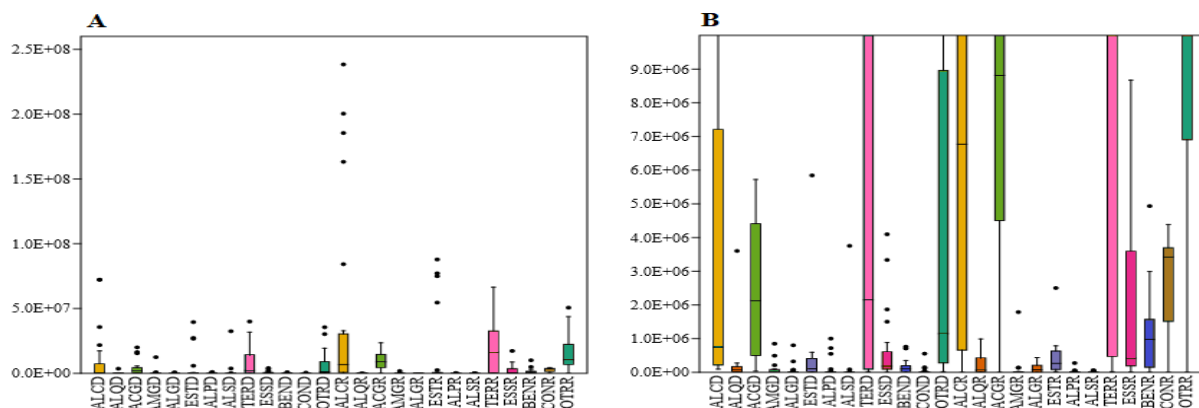 A
2.5E+08
2.0E+08
1.5E+08
1.0E+08
5.0E+07
0.0E+00
ALCD
ALQD
ACGD
AMGD
ALGD
ESTD
ALPD
ALSD
TERD
ESSD
BEND
COND
OTRD
ALCR
ALQR
ACGR
AMGR
ALGR
ESTR
ALPR
ALSR
TERR
ESSR
BENR
CONR
OTRR
B
9.0E+06
8.0E+06
7.0E+06
6.0E+06
5.0E+06
4.0E+06
3.0E+06
2.0E+06
1.0E+06
0.0E+00
ALCD
ALQD
ACGD
AMGD
ALGD
ESTD
ALPD
ALSD
TERD
ESSD
BEND
COND
OTRD
ALCR
ALQR
ACGR
AMGR
ALGR
ESTR
ALPR
ALSR
TERR
ESSR
BENR
CONR
OTRR